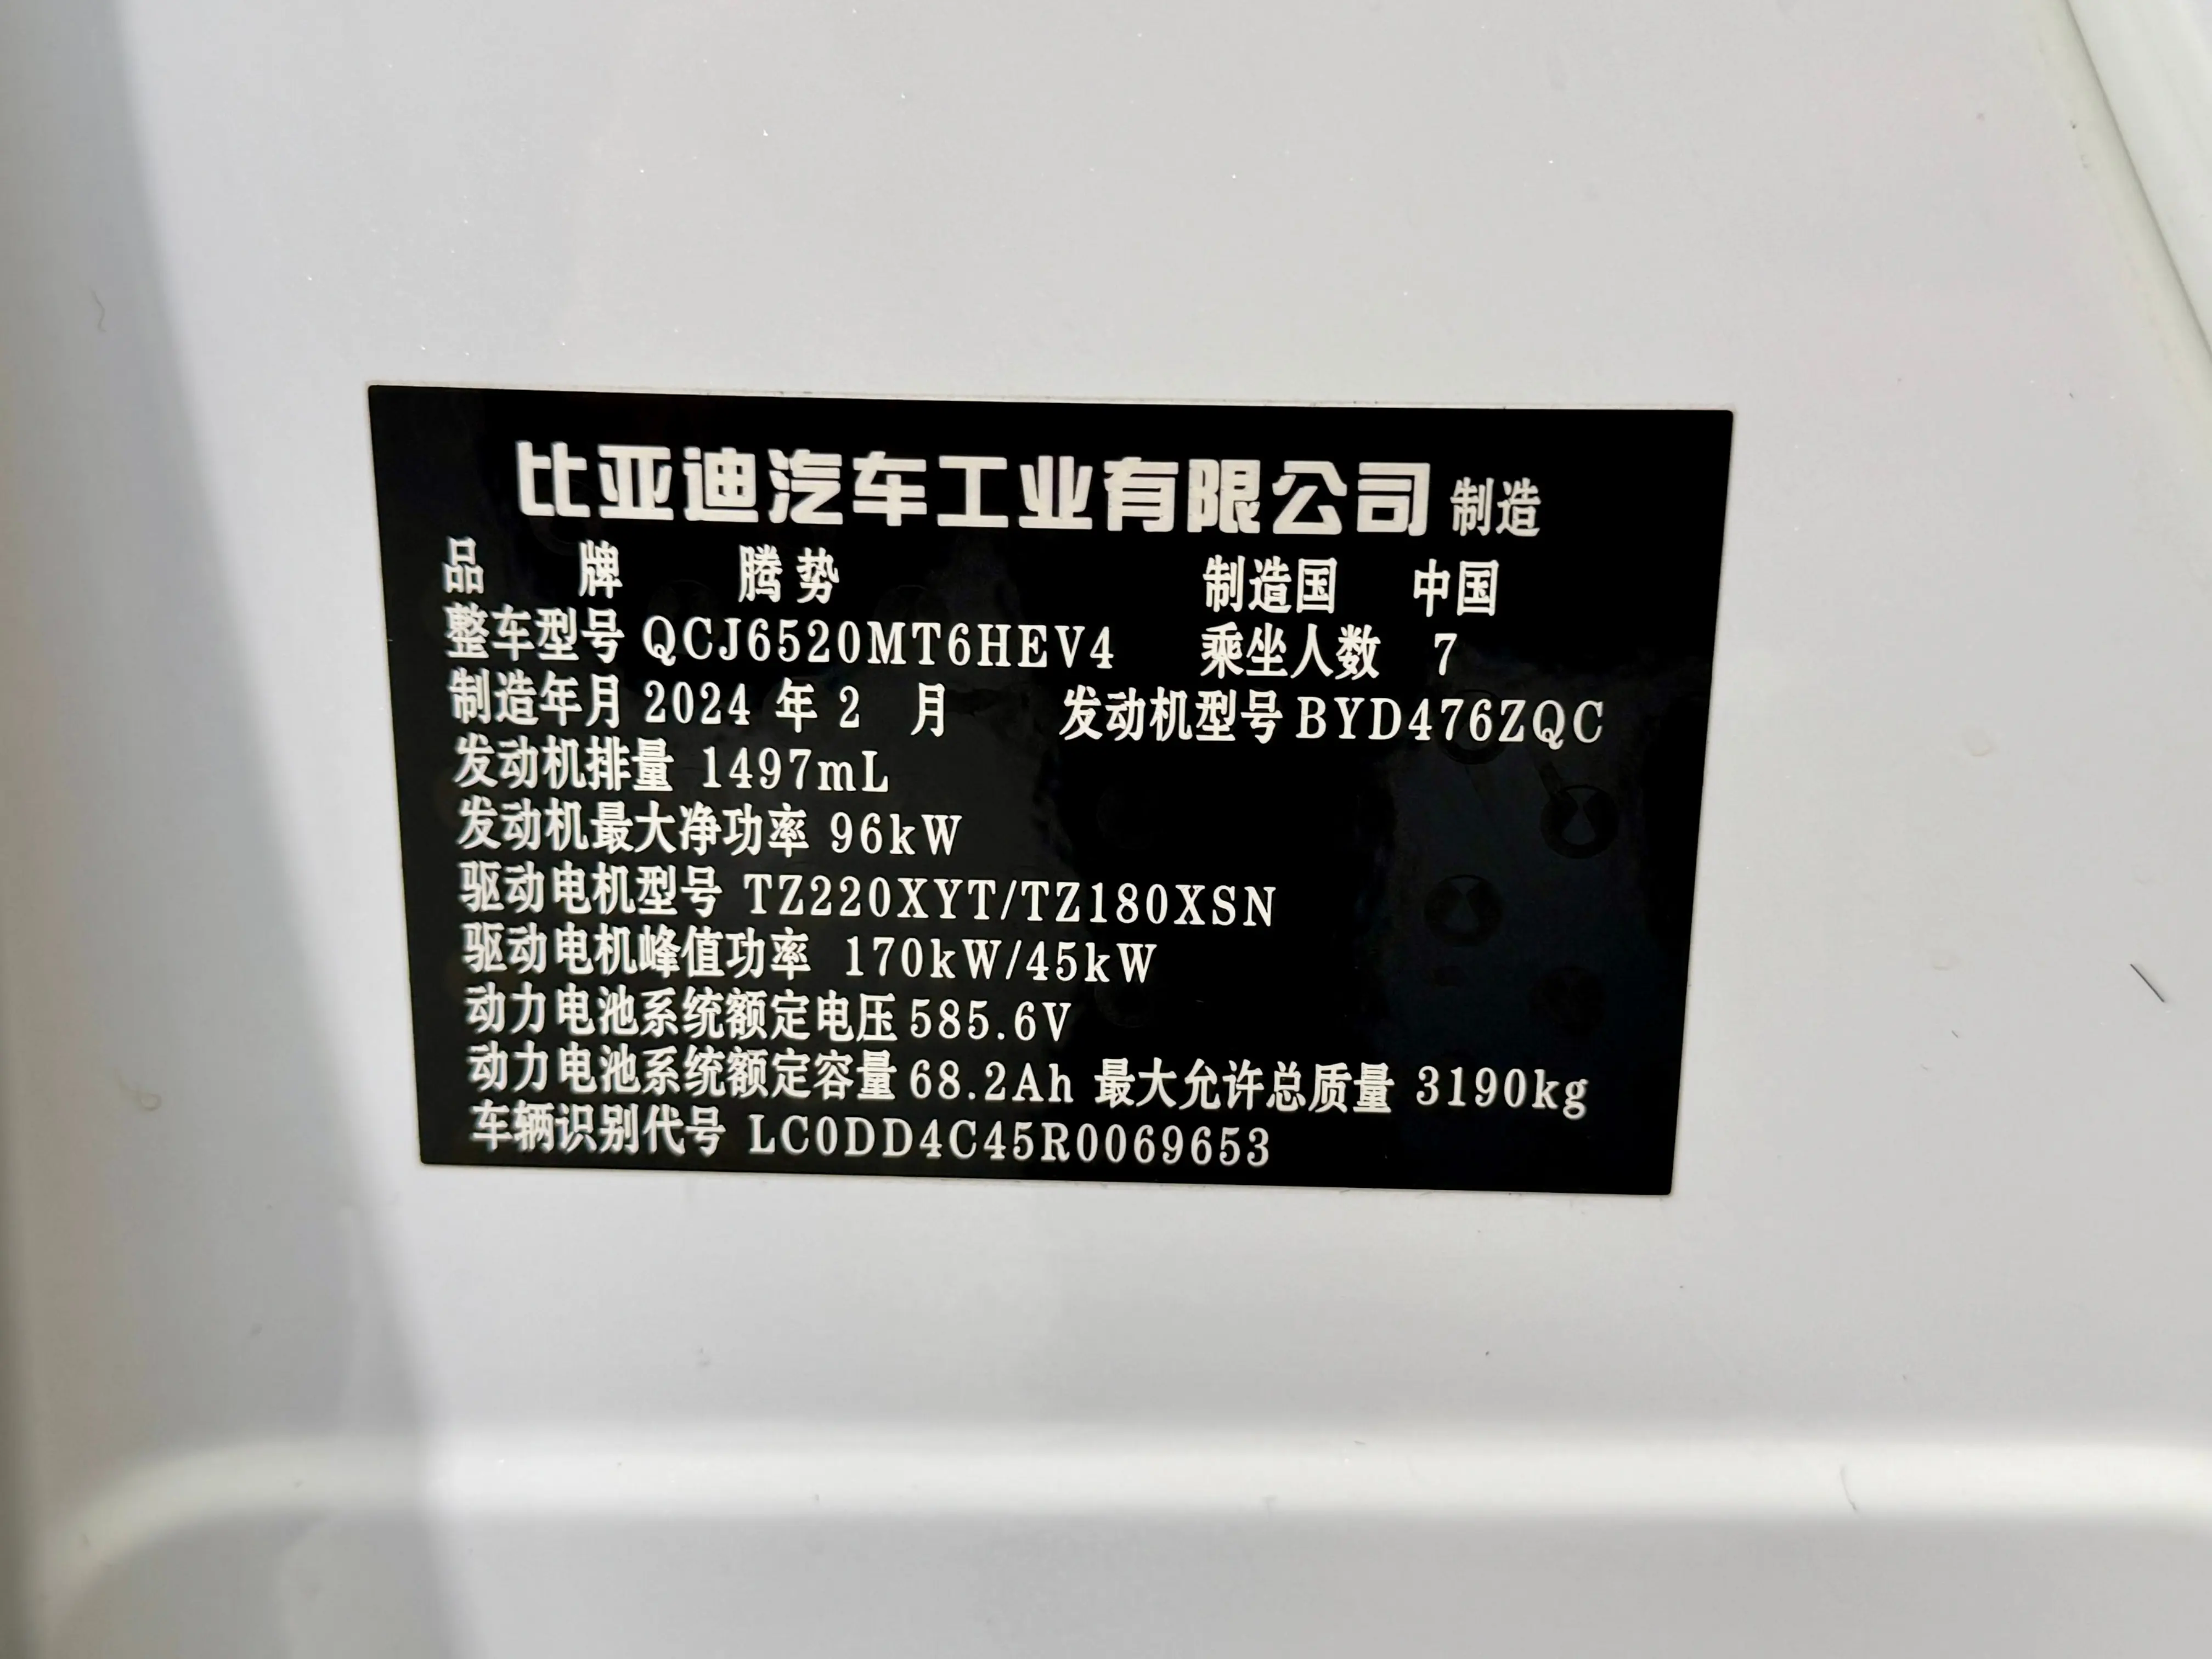 比亚迪汽车工业有限公司 制造
品 牌 腾势 制造国 中国
整车型号 QCJ6520MT6HEV4 乘坐人数 7
制造年月 2024 年 2 月 发动机型号 BYD476ZQC
发动机排量 1497mL
发动机最大净功率 96kW
驱动电机型号 TZ220XYT/TZ180XSN
驱动电机峰值功率 170kW/45kW
动力电池系统额定电压 585.6V
动力电池系统额定容量 68.2Ah 最大允许总质量 3190kg
车辆识别代号 LC0DD4C45R0069653